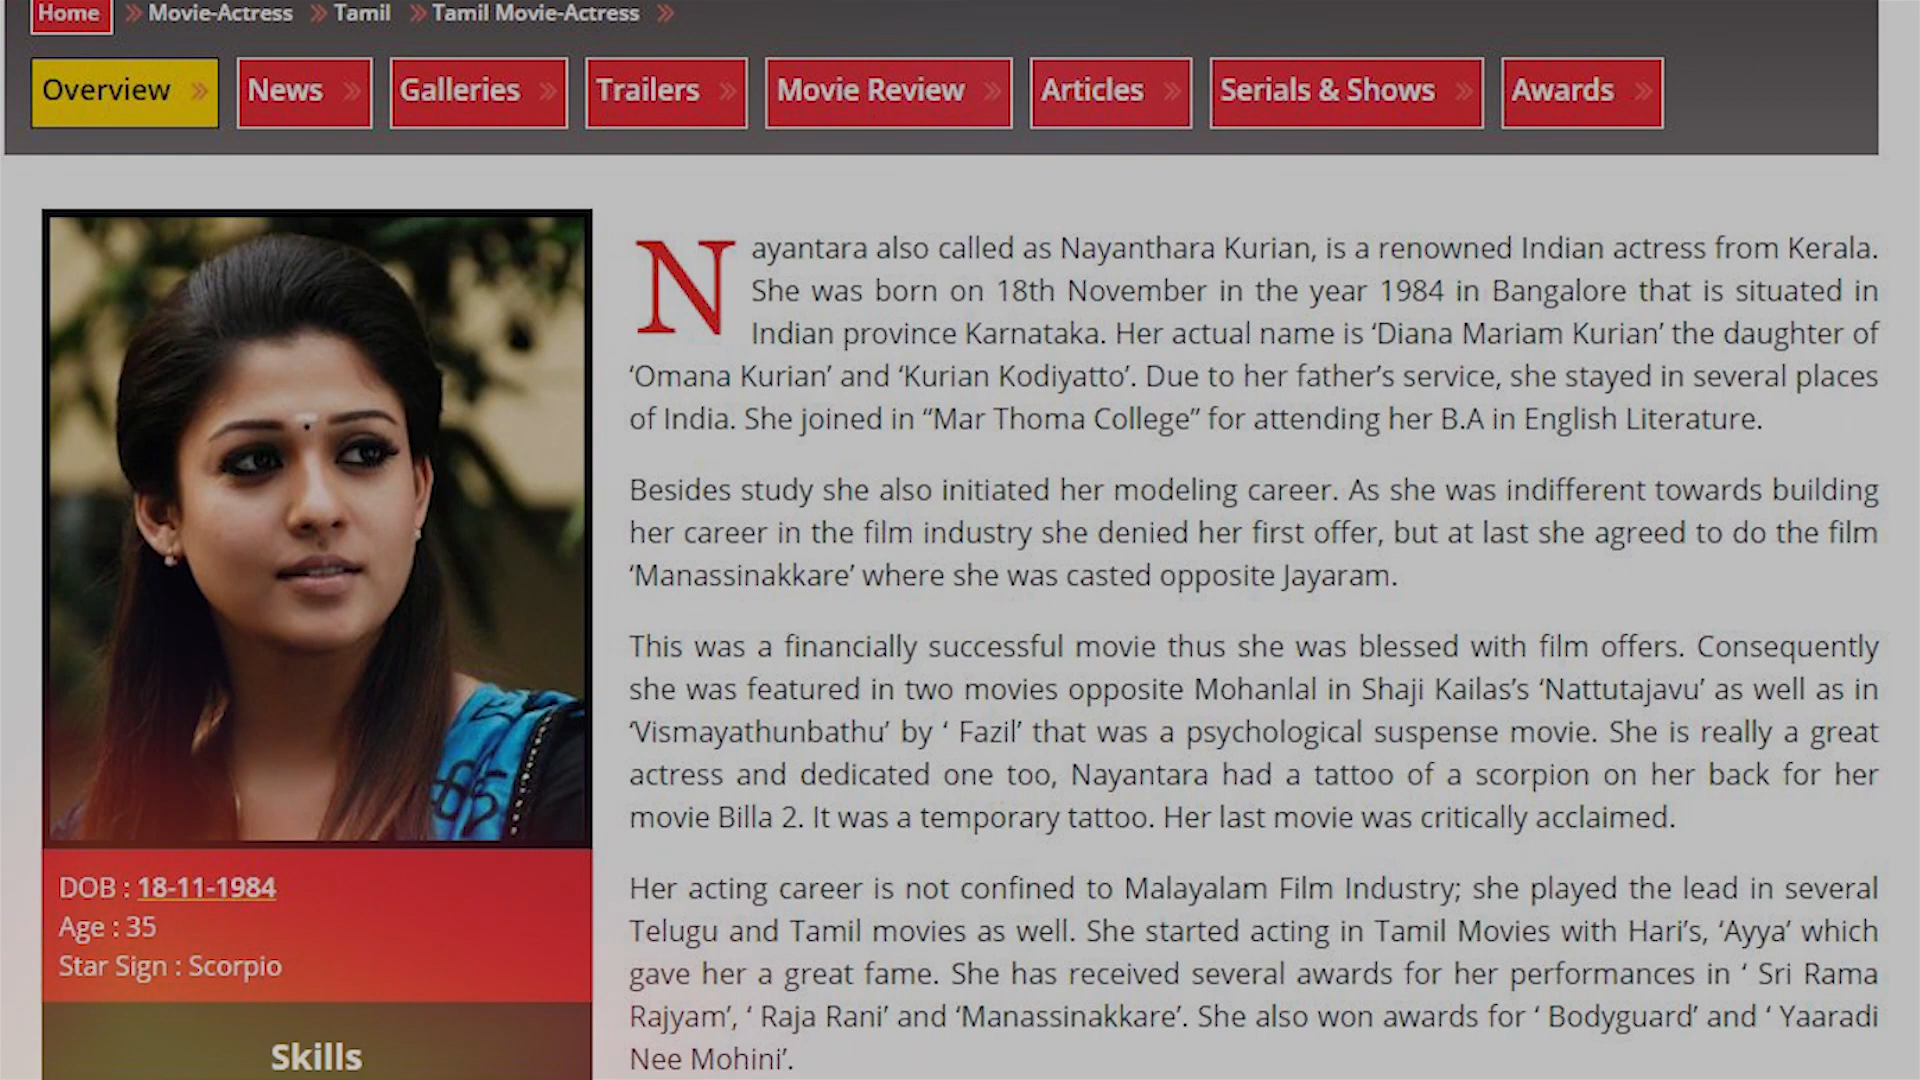 Home » Movie-Actress » Tamil » Tamil Movie-Actress »
Overview » News » Galleries » Trailers » Movie Review » Articles » Serials & Shows » Awards »
Nayantara also called as Nayanthara Kurian, is a renowned Indian actress from Kerala.
She was born on 18th November in the year 1984 in Bangalore that is situated in
Indian province Karnataka. Her actual name is ‘Diana Mariam Kurian’ the daughter of
‘Omana Kurian’ and ‘Kurian Kodiyatto’. Due to her father’s service, she stayed in several places
of India. She joined in “Mar Thoma College” for attending her B.A in English Literature.
Besides study she also initiated her modeling career. As she was indifferent towards building
her career in the film industry she denied her first offer, but at last she agreed to do the film
‘Manassinakkare’ where she was casted opposite Jayaram.
This was a financially successful movie thus she was blessed with film offers. Consequently
she was featured in two movies opposite Mohanlal in Shaji Kailas’s ‘Nattutajavu’ as well as in
‘Vismayathunbathu’ by ‘ Fazil’ that was a psychological suspense movie. She is really a great
actress and dedicated one too, Nayantara had a tattoo of a scorpion on her back for her
movie Billa 2. It was a temporary tattoo. Her last movie was critically acclaimed.
Her acting career is not confined to Malayalam Film Industry; she played the lead in several
Telugu and Tamil movies as well. She started acting in Tamil Movies with Hari’s, ‘Ayya’ which
gave her a great fame. She has received several awards for her performances in ‘ Sri Rama
Rajyam’, ‘ Raja Rani’ and ‘Manassinakkare’. She also won awards for ‘ Bodyguard’ and ‘ Yaaradi
Nee Mohini’.
DOB : 18-11-1984
Age : 35
Star Sign : Scorpio
Skills